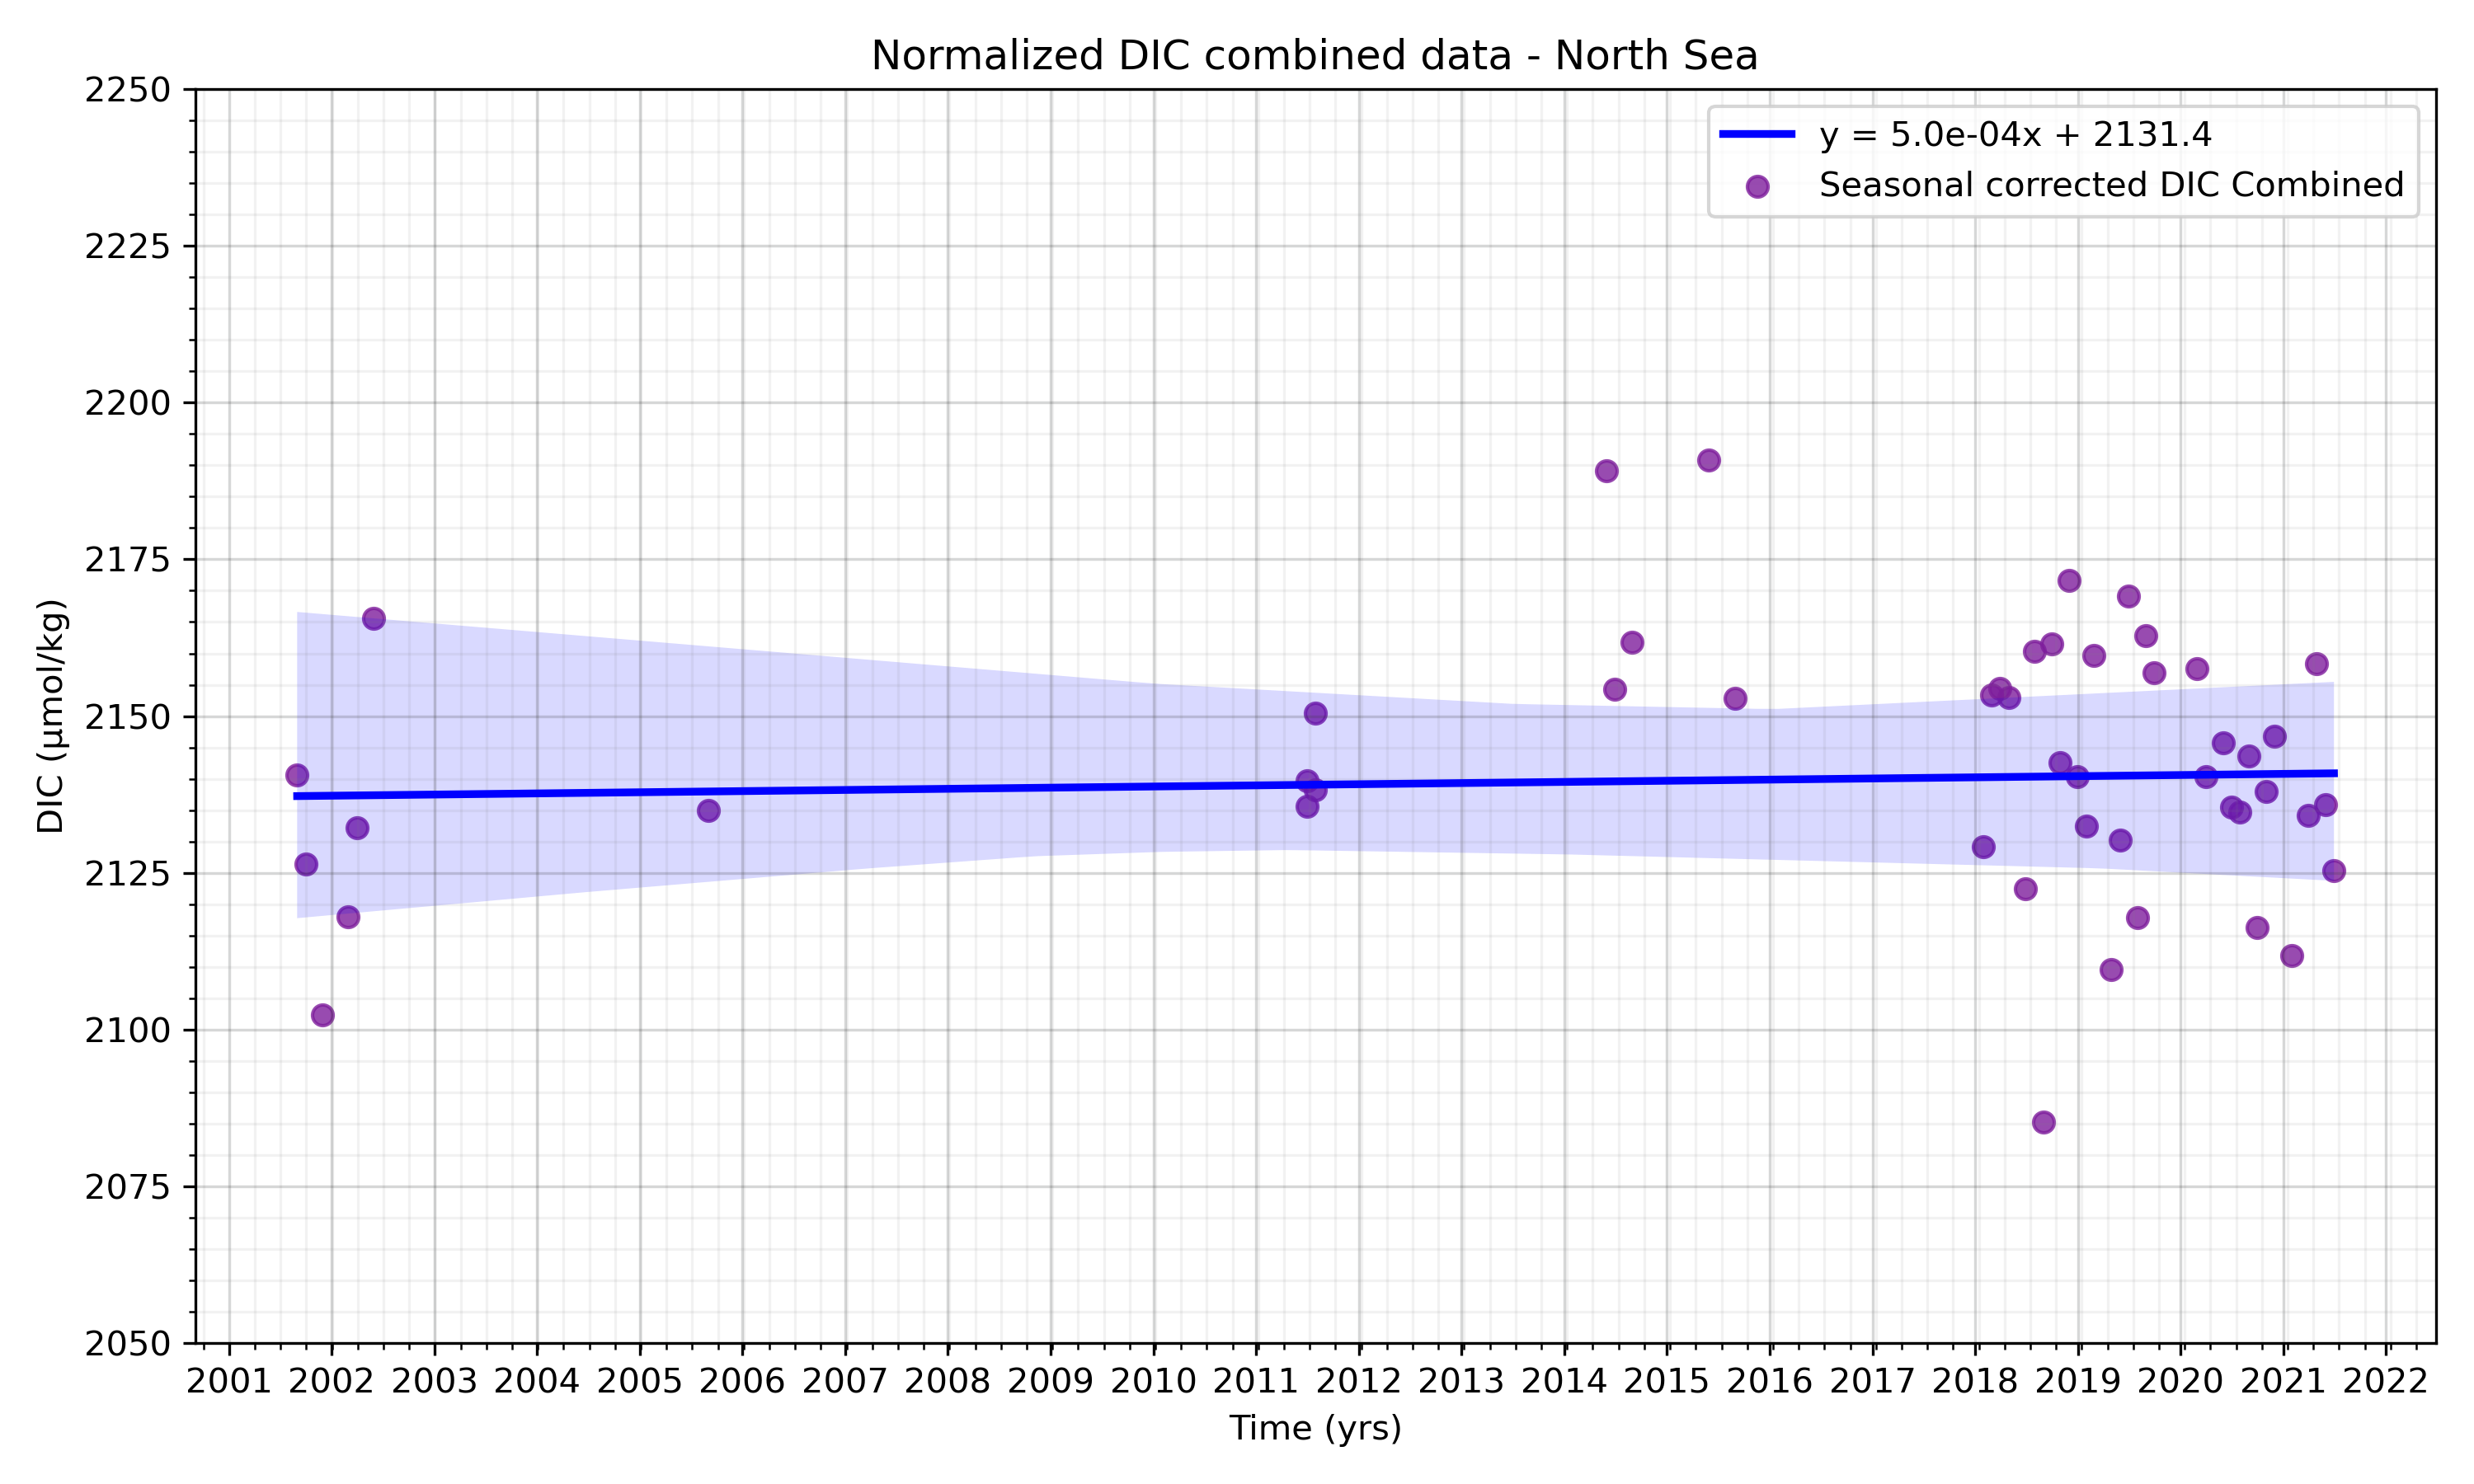 Normalized DIC combined data - North Sea
y = 5.0e-04x + 2131.4
Seasonal corrected DIC Combined
DIC (μmol/kg)
2250
2225
2200
2175
2150
2125
2100
2075
2050
2001 2002 2003 2004 2005 2006 2007 2008 2009 2010 2011 2012 2013 2014 2015 2016 2017 2018 2019 2020 2021 2022
Time (yrs)